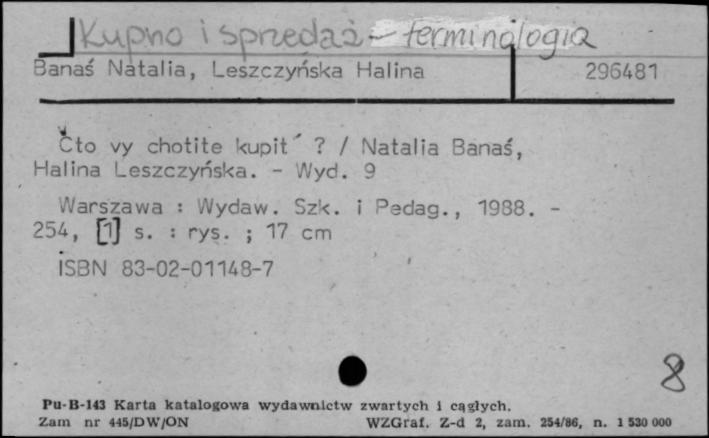 Kupno i sprzedaż - terminologia
Banaś Natalia, Leszczyńska Halina 296481
Čto vy chotite kupit´ ? / Natalia Banaś,
Halina Leszczyńska. - Wyd. 9
Warszawa : Wydaw. Szk. i Pedag., 1988. -
254, [1] s. : rys. ; 17 cm
ISBN 83-02-01148-7
8
Pu-B-143 Karta katalogowa wydawnictw zwartych i ciągłych.
Zam nr 445/DW/ON WZGraf. Z-d 2, zam. 254/86, n. 1 530 000